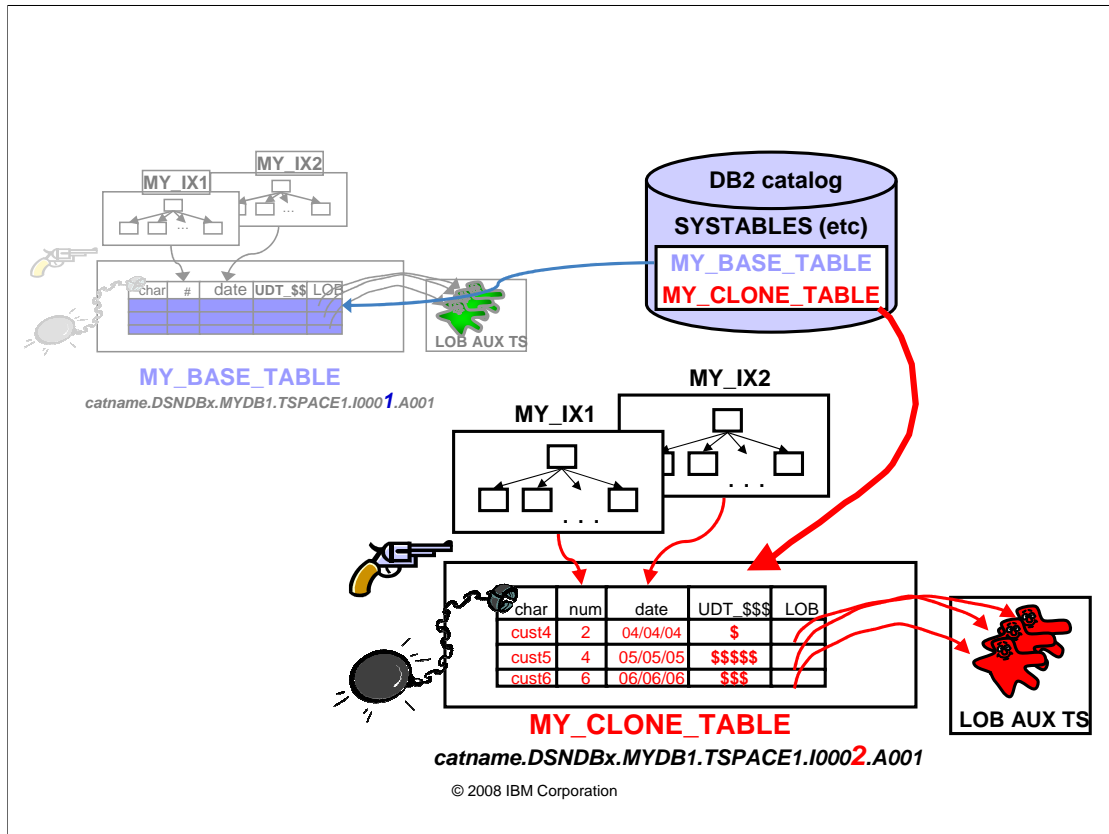 MY_IX2
MY_IX1
...
char # date UDT_$$ LOB
LOB AUX TS
MY_BASE_TABLE
catname.DSNDBx.MYDB1.TSPACE1.I0001.A001
DB2 catalog
SYSTABLES (etc)
MY_BASE_TABLE
MY_CLONE_TABLE
MY_IX2
MY_IX1
. . .
. . .
char num date UDT_$$$ LOB
cust4 2 04/04/04 $
cust5 4 05/05/05 $$$$$
cust6 6 06/06/06 $$$
LOB AUX TS
MY_CLONE_TABLE
catname.DSNDBx.MYDB1.TSPACE1.I0002.A001
© 2008 IBM Corporation